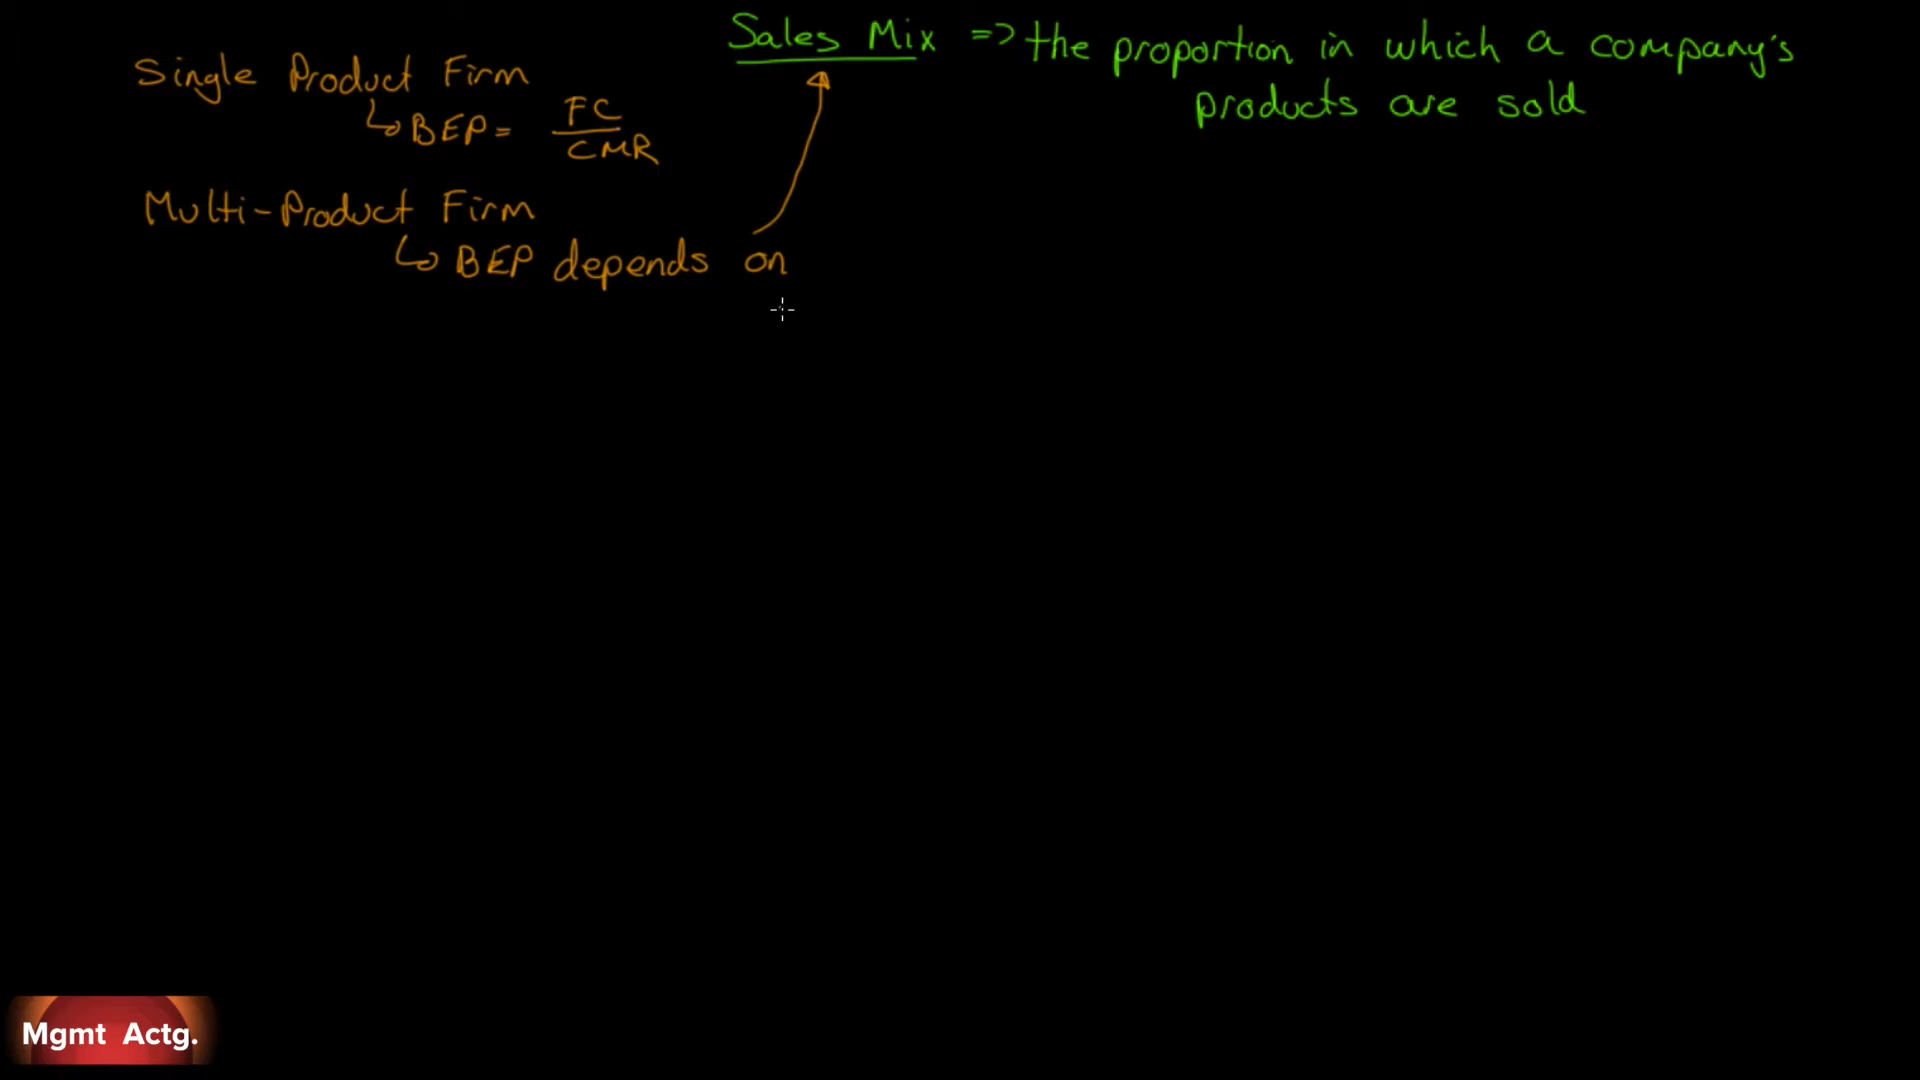 Sales Mix => the proportion in which a company's
products are sold
Single Product Firm
BEP = FC
CMR
Multi-Product Firm
BEP depends on
Mgmt Actg.